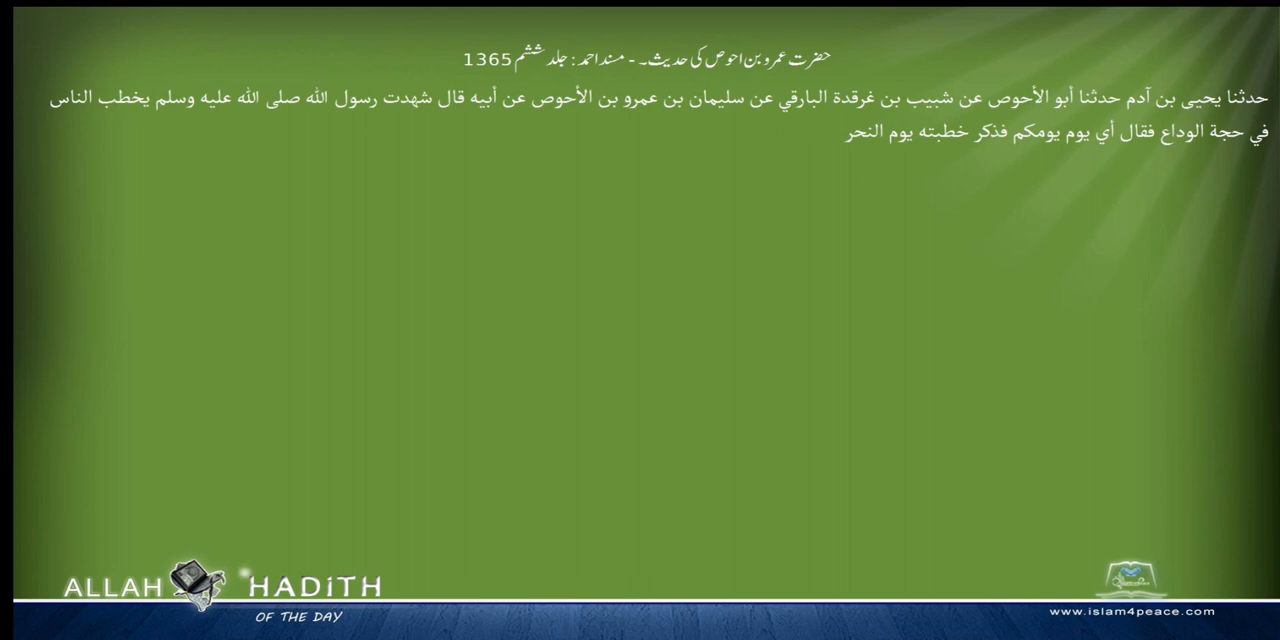 حضرت عمرو بن احوص کی حدیث۔ - مسند احمد : جلد ششم 1365
حدثنا يحيى بن آدم حدثنا أبو الأحوص عن شبيب بن غرقدة البارقي عن سليمان بن عمرو بن الأحوص عن أبيه قال شهدت رسول الله صلى الله عليه وسلم يخطب الناس
في حجة الوداع فقال أي يوم يومكم فذكر خطبته يوم النحر
ALLAH HADITH
OF THE DAY
www.islam4peace.com